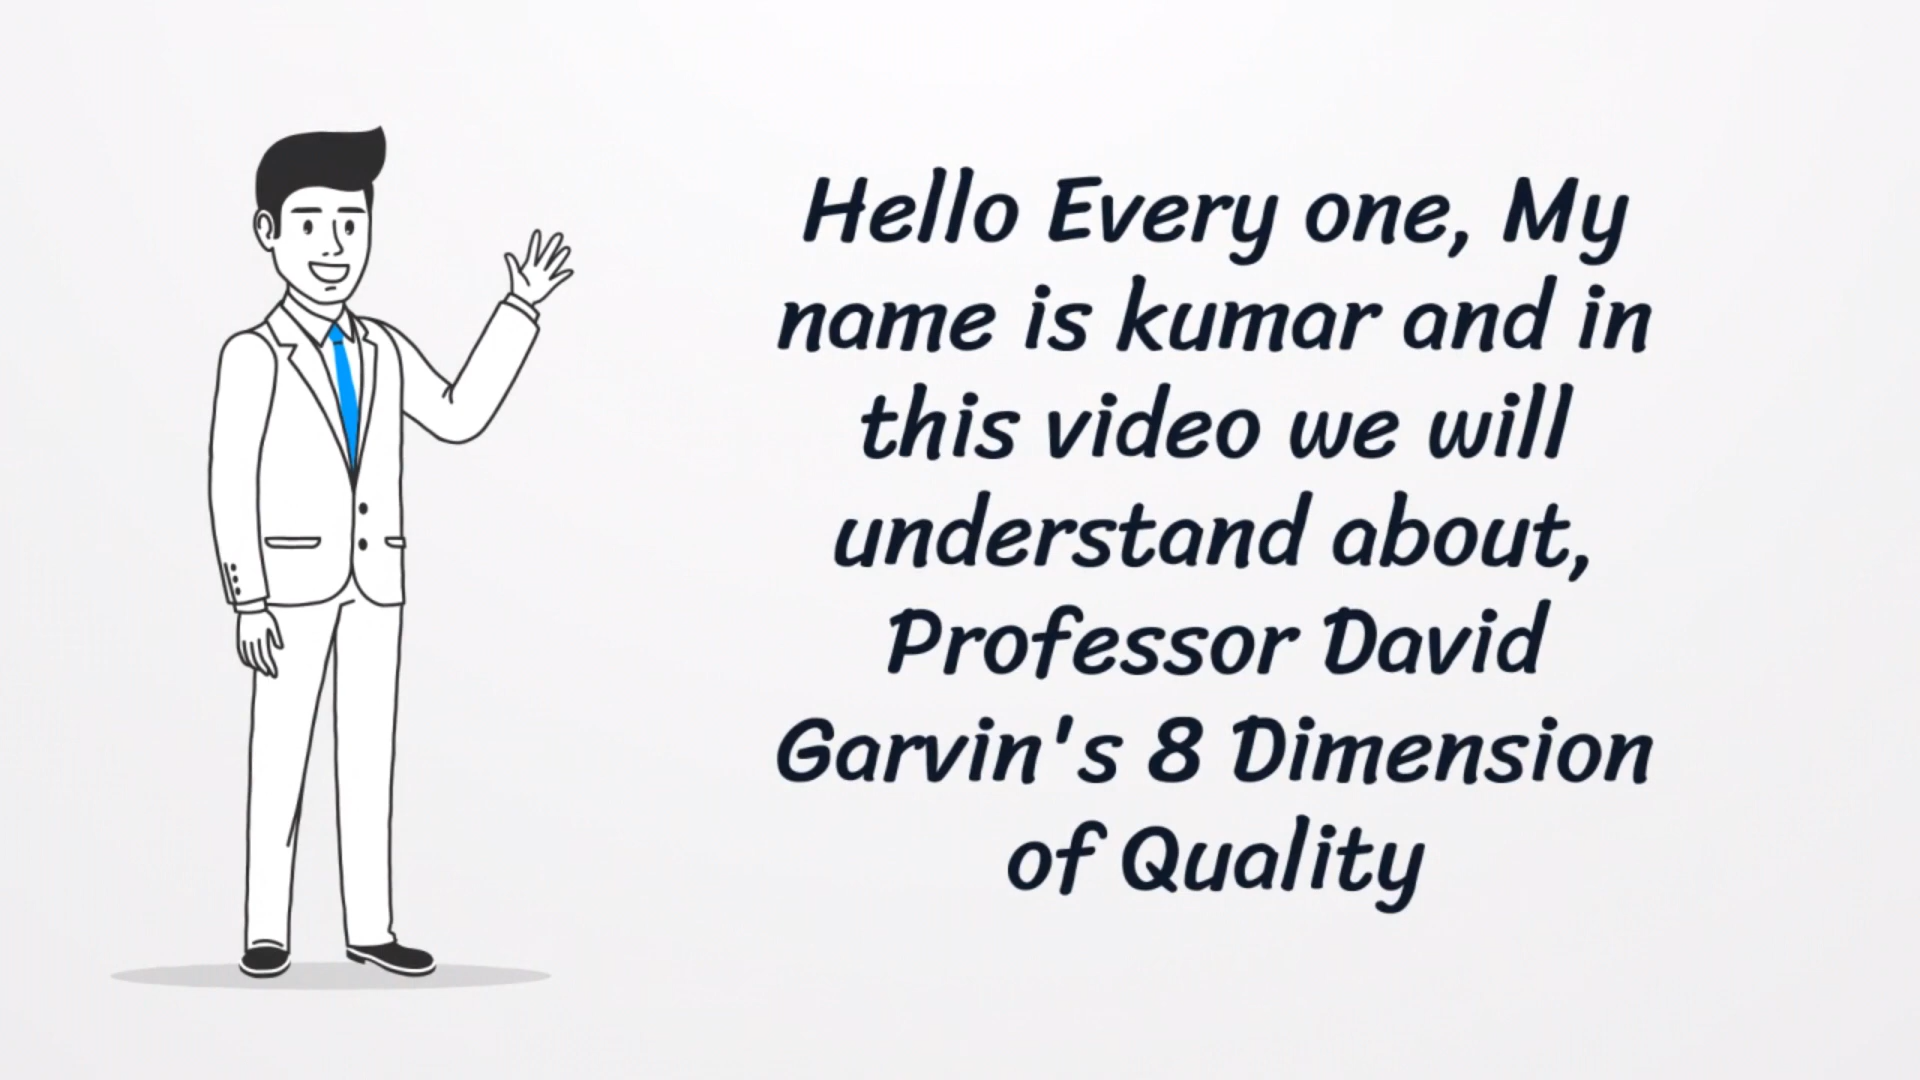 Hello Every one, My
name is kumar and in
this video we will
understand about,
Professor David
Garvin's 8 Dimension
of Quality